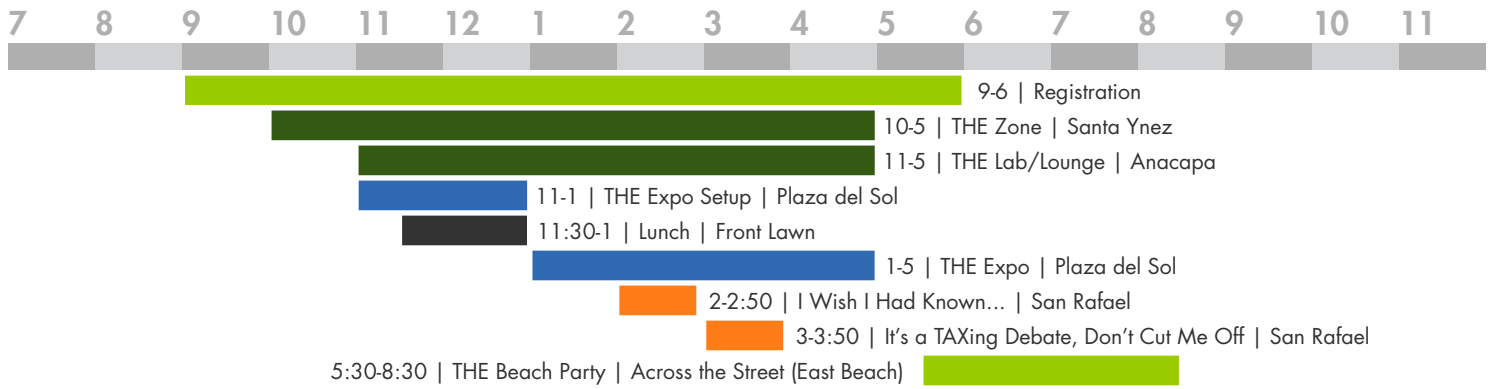 7 8 9 10 11 12 1 2 3 4 5 6 7 8 9 10 11
9-6 | Registration
10-5 | THE Zone | Santa Ynez
11-5 | THE Lab/Lounge | Anacapa
11-1 | THE Expo Setup | Plaza del Sol
11:30-1 | Lunch | Front Lawn
1-5 | THE Expo | Plaza del Sol
2-2:50 | I Wish I Had Known... | San Rafael
3-3:50 | It’s a TAXing Debate, Don’t Cut Me Off | San Rafael
5:30-8:30 | THE Beach Party | Across the Street (East Beach)